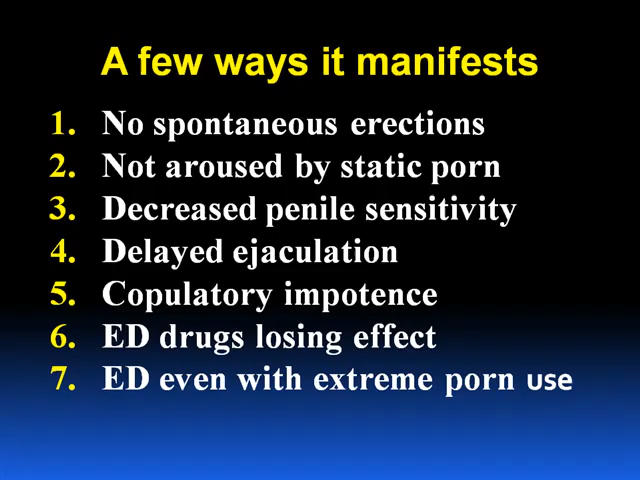 A few ways it manifests
1. No spontaneous erections
2. Not aroused by static porn
3. Decreased penile sensitivity
4. Delayed ejaculation
5. Copulatory impotence
6. ED drugs losing effect
7. ED even with extreme porn use